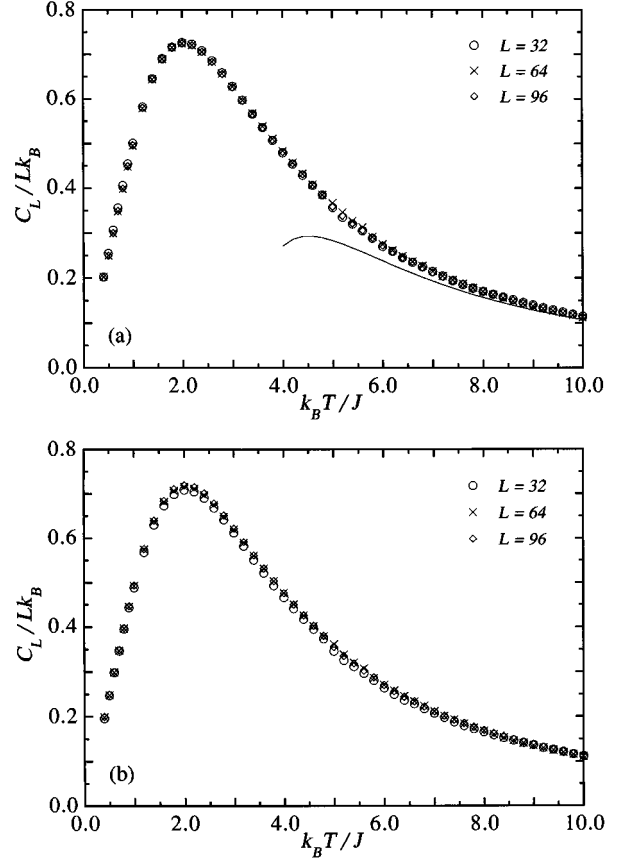 0.8
0.6
0.4
0.2
0.0
C_L / Lk_B
L = 32
L = 64
L = 96
(a)
0.0 2.0 4.0 6.0 8.0 10.0
k_B T / J
0.8
0.6
0.4
0.2
0.0
C_L / Lk_B
L = 32
L = 64
L = 96
(b)
0.0 2.0 4.0 6.0 8.0 10.0
k_B T / J